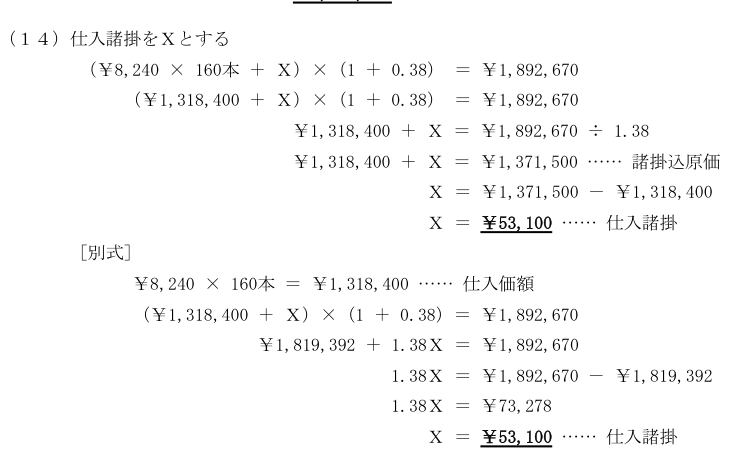 （１４）仕入諸掛をＸとする
（￥8,240 × 160本 ＋ Ｘ）×（1 ＋ 0.38） ＝ ￥1,892,670
（￥1,318,400 ＋ Ｘ）×（1 ＋ 0.38） ＝ ￥1,892,670
￥1,318,400 ＋ Ｘ ＝ ￥1,892,670 ÷ 1.38
￥1,318,400 ＋ Ｘ ＝ ￥1,371,500 …… 諸掛込原価
Ｘ ＝ ￥1,371,500 － ￥1,318,400
Ｘ ＝ ￥53,100 …… 仕入諸掛
［別式］
￥8,240 × 160本 ＝ ￥1,318,400 …… 仕入価額
（￥1,318,400 ＋ Ｘ）×（1 ＋ 0.38）＝ ￥1,892,670
￥1,819,392 ＋ 1.38Ｘ ＝ ￥1,892,670
1.38Ｘ ＝ ￥1,892,670 － ￥1,819,392
1.38Ｘ ＝ ￥73,278
Ｘ ＝ ￥53,100 …… 仕入諸掛